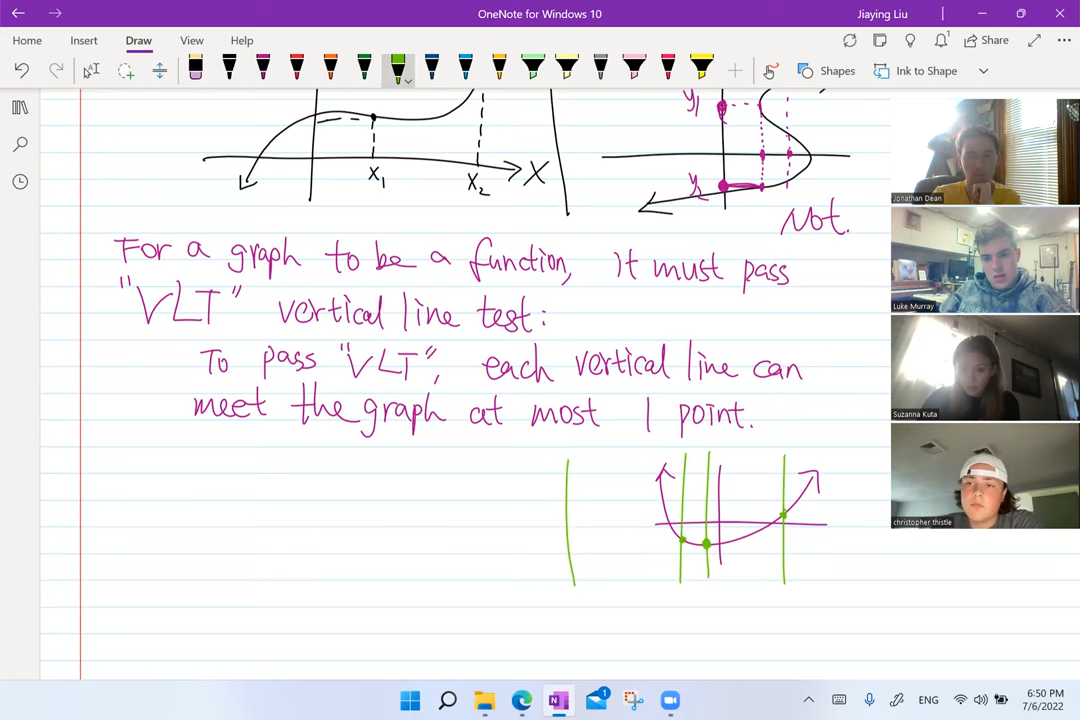 OneNote for Windows 10
Jiaying Liu
Home Insert Draw View Help
Share
Shapes
Ink to Shape
y1
x1
x2
X
y2
Not.
For a graph to be a function, it must pass
"VLT" vertical line test:
To pass "VLT", each vertical line can
meet the graph at most 1 point.
Jonathan Dean
Luke Murray
Suzanna Kuta
christopher thistle
1
ENG
6:50 PM
7/6/2022